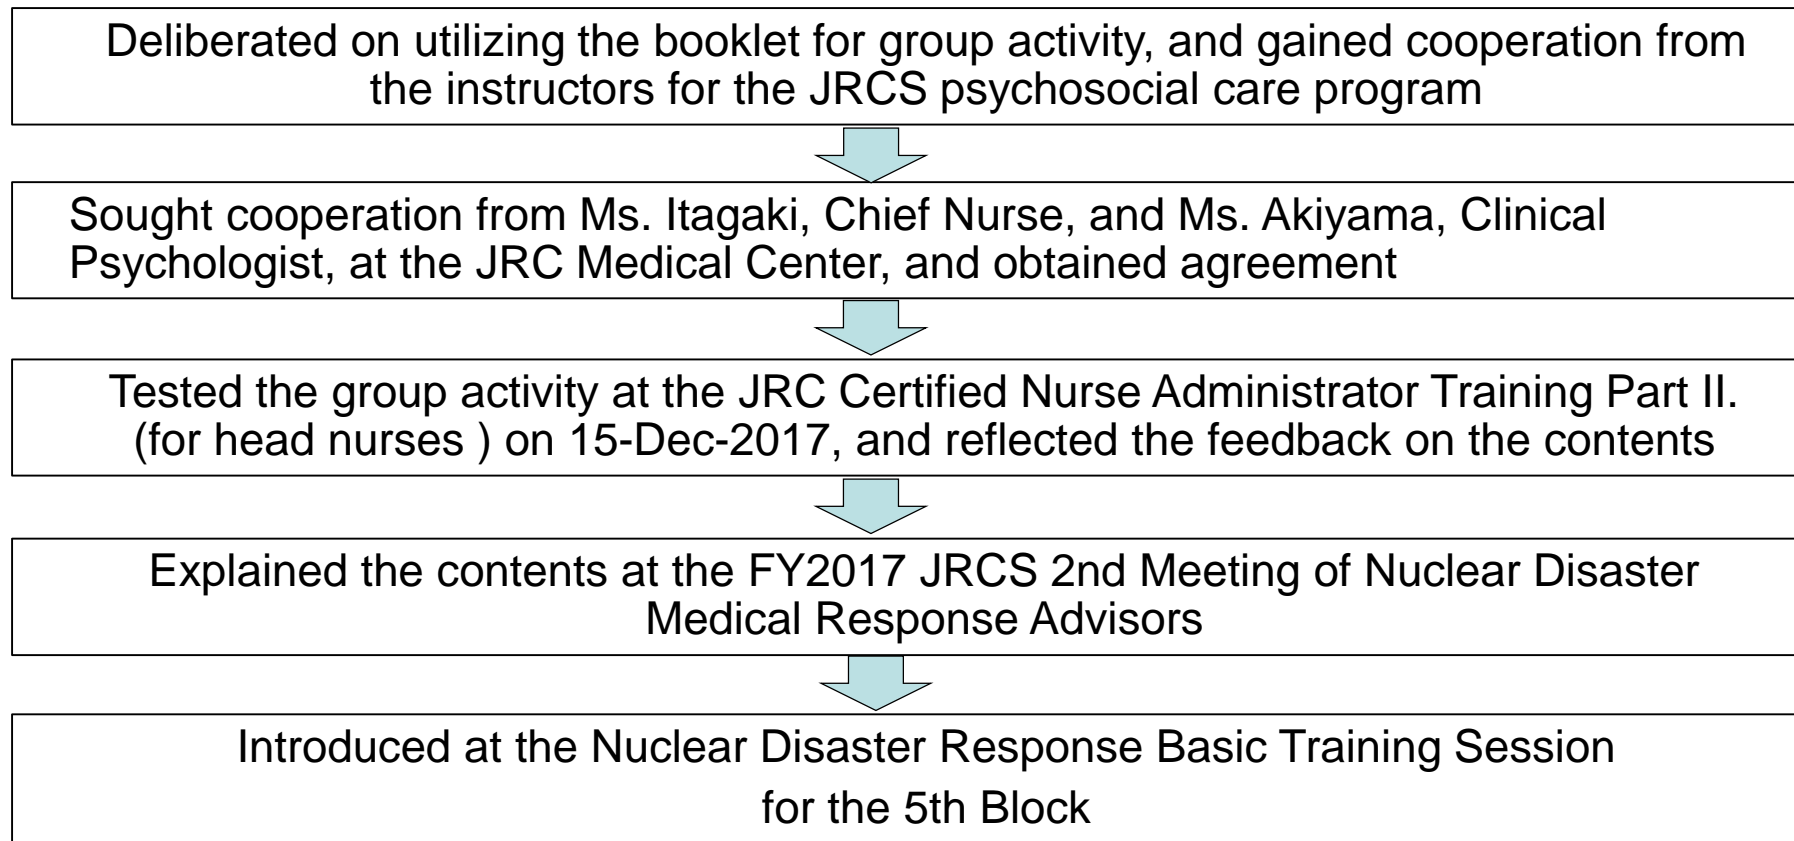 Deliberated on utilizing the booklet for group activity, and gained cooperation from
the instructors for the JRCS psychosocial care program
Sought cooperation from Ms. Itagaki, Chief Nurse, and Ms. Akiyama, Clinical
Psychologist, at the JRC Medical Center, and obtained agreement
Tested the group activity at the JRC Certified Nurse Administrator Training Part II.
(for head nurses ) on 15-Dec-2017, and reflected the feedback on the contents
Explained the contents at the FY2017 JRCS 2nd Meeting of Nuclear Disaster
Medical Response Advisors
Introduced at the Nuclear Disaster Response Basic Training Session
for the 5th Block